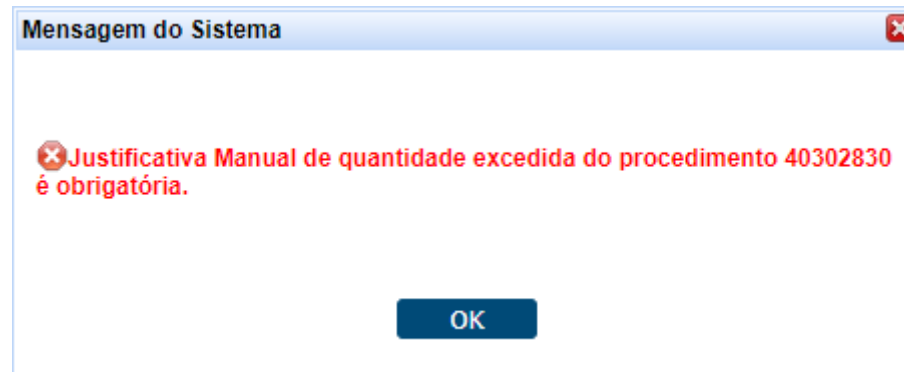 Mensagem do Sistema
Justificativa Manual de quantidade excedida do procedimento 40302830
é obrigatória.
OK